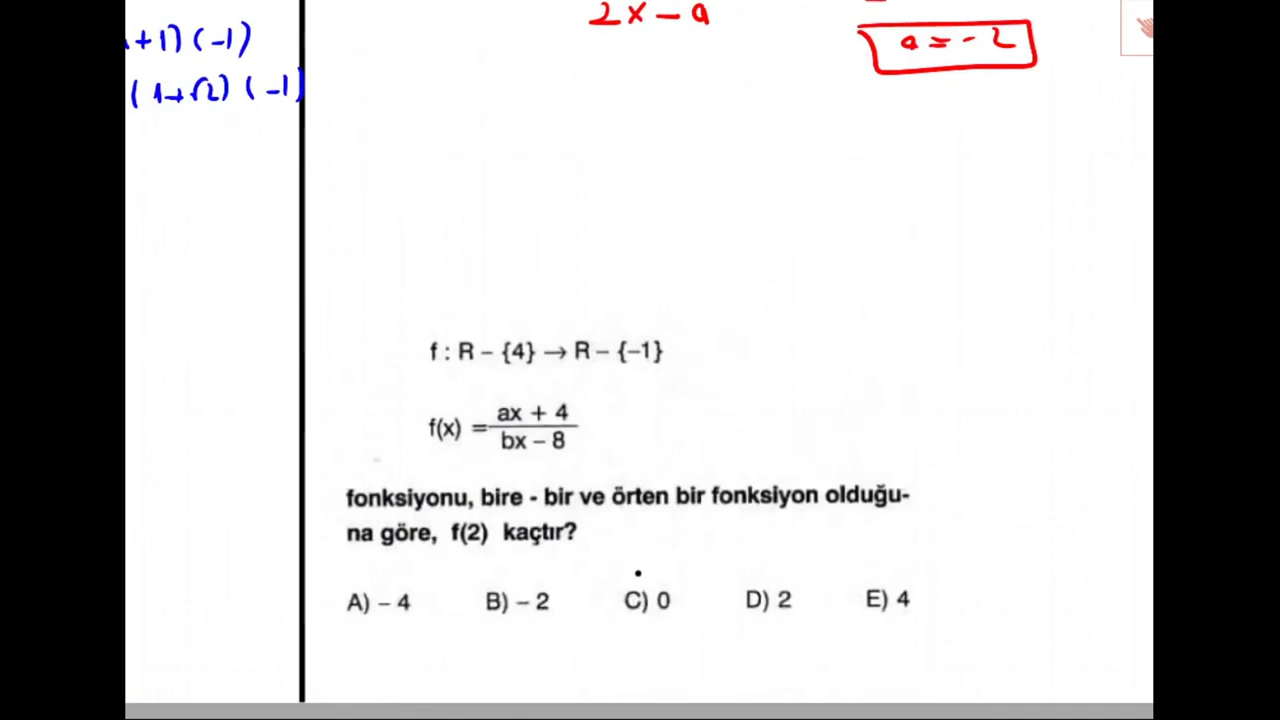 2x - a
a = - 2
+1) (-1)
(1+√2) (-1)
f : R – {4} → R – {–1}
f(x) = ax + 4 / bx – 8
fonksiyonu, bire - bir ve örten bir fonksiyon olduğu-
na göre, f(2) kaçtır?
A) – 4 B) – 2 C) 0 D) 2 E) 4